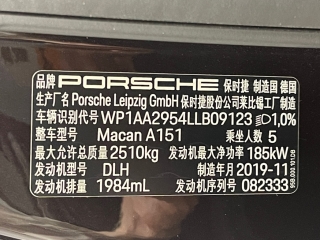 品牌 PORSCHE 保时捷 制造国 德国
生产厂名 Porsche Leipzig GmbH 保时捷股份公司莱比锡工厂制造
车辆识别代号 WP1AA2954LLB09123 1,0%
整车型号 Macan A151 乘坐人数 5
最大允许总质量 2510kg 发动机最大净功率 185kW
发动机型号 DLH 制造年月 2019-11
发动机排量 1984mL 发动机号 082333